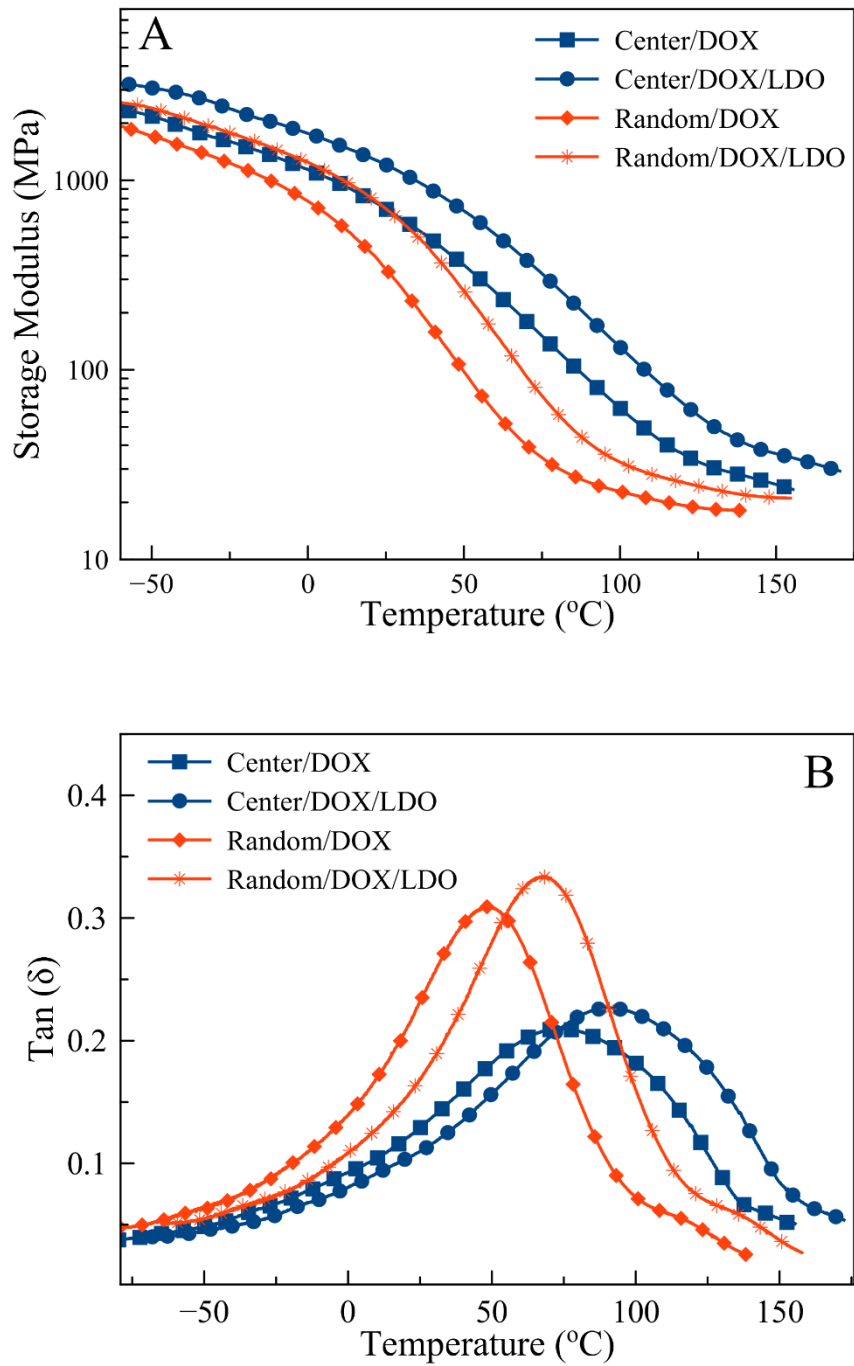 A
Center/DOX
Center/DOX/LDO
Random/DOX
Random/DOX/LDO
Storage Modulus (MPa)
1000
100
10
−50 0 50 100 150
Temperature (°C)
B
Center/DOX
Center/DOX/LDO
Random/DOX
Random/DOX/LDO
Tan (δ)
0.4
0.3
0.2
0.1
−50 0 50 100 150
Temperature (°C)